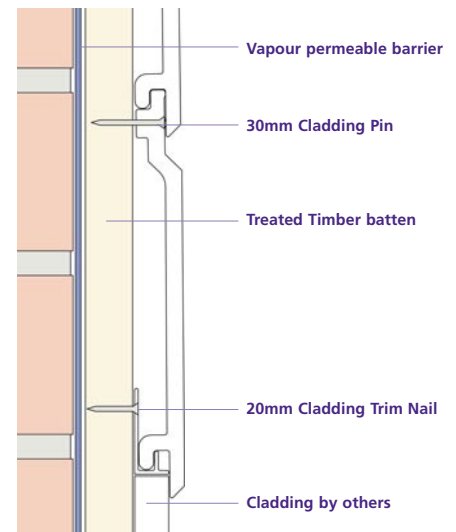 Vapour permeable barrier
30mm Cladding Pin
Treated Timber batten
20mm Cladding Trim Nail
Cladding by others